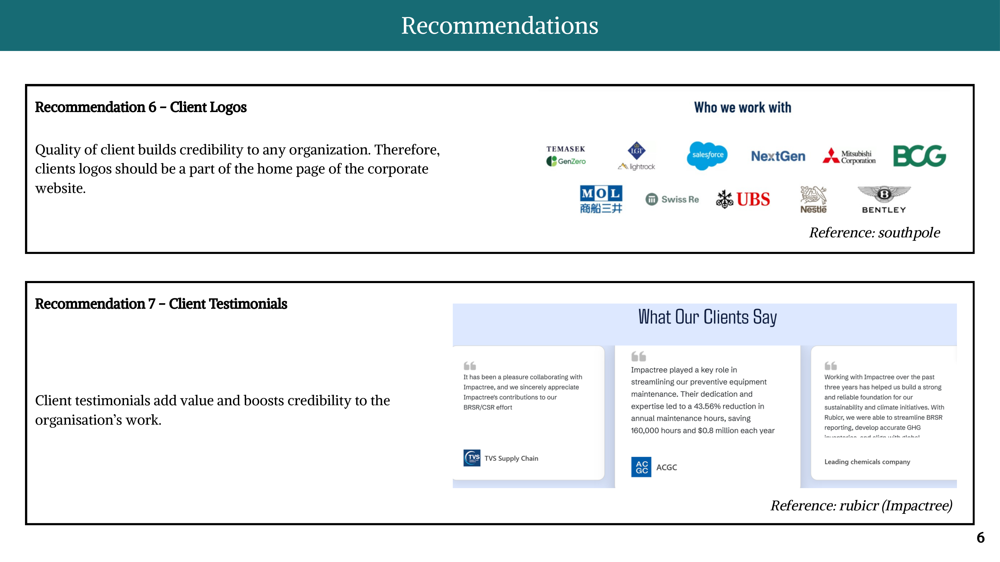 Recommendations
Recommendation 6 – Client Logos
Quality of client builds credibility to any organization. Therefore,
clients logos should be a part of the home page of the corporate
website.
Who we work with
TEMASEK
GenZero
LGT
lightrock
salesforce
NextGen
Mitsubishi
Corporation
BCG
MOL
商船三井
Swiss Re
UBS
Nestlé
B
BENTLEY
Reference: southpole
Recommendation 7 – Client Testimonials
Client testimonials add value and boosts credibility to the
organisation’s work.
What Our Clients Say
It has been a pleasure collaborating with
Impactree, and we sincerely appreciate
Impactree's contributions to our
BRSR/CSR effort
TVS
TVS Supply Chain
Impactree played a key role in
streamlining our preventive equipment
maintenance. Their dedication and
expertise led to a 43.56% reduction in
annual maintenance hours, saving
160,000 hours and $0.8 million each year
AC
GC
ACGC
Working with Impactree over the past
three years has helped us build a strong
and reliable foundation for our
sustainability and climate initiatives. With
Rubicr, we were able to streamline BRSR
reporting, develop accurate GHG
Leading chemicals company
Reference: rubicr (Impactree)
6